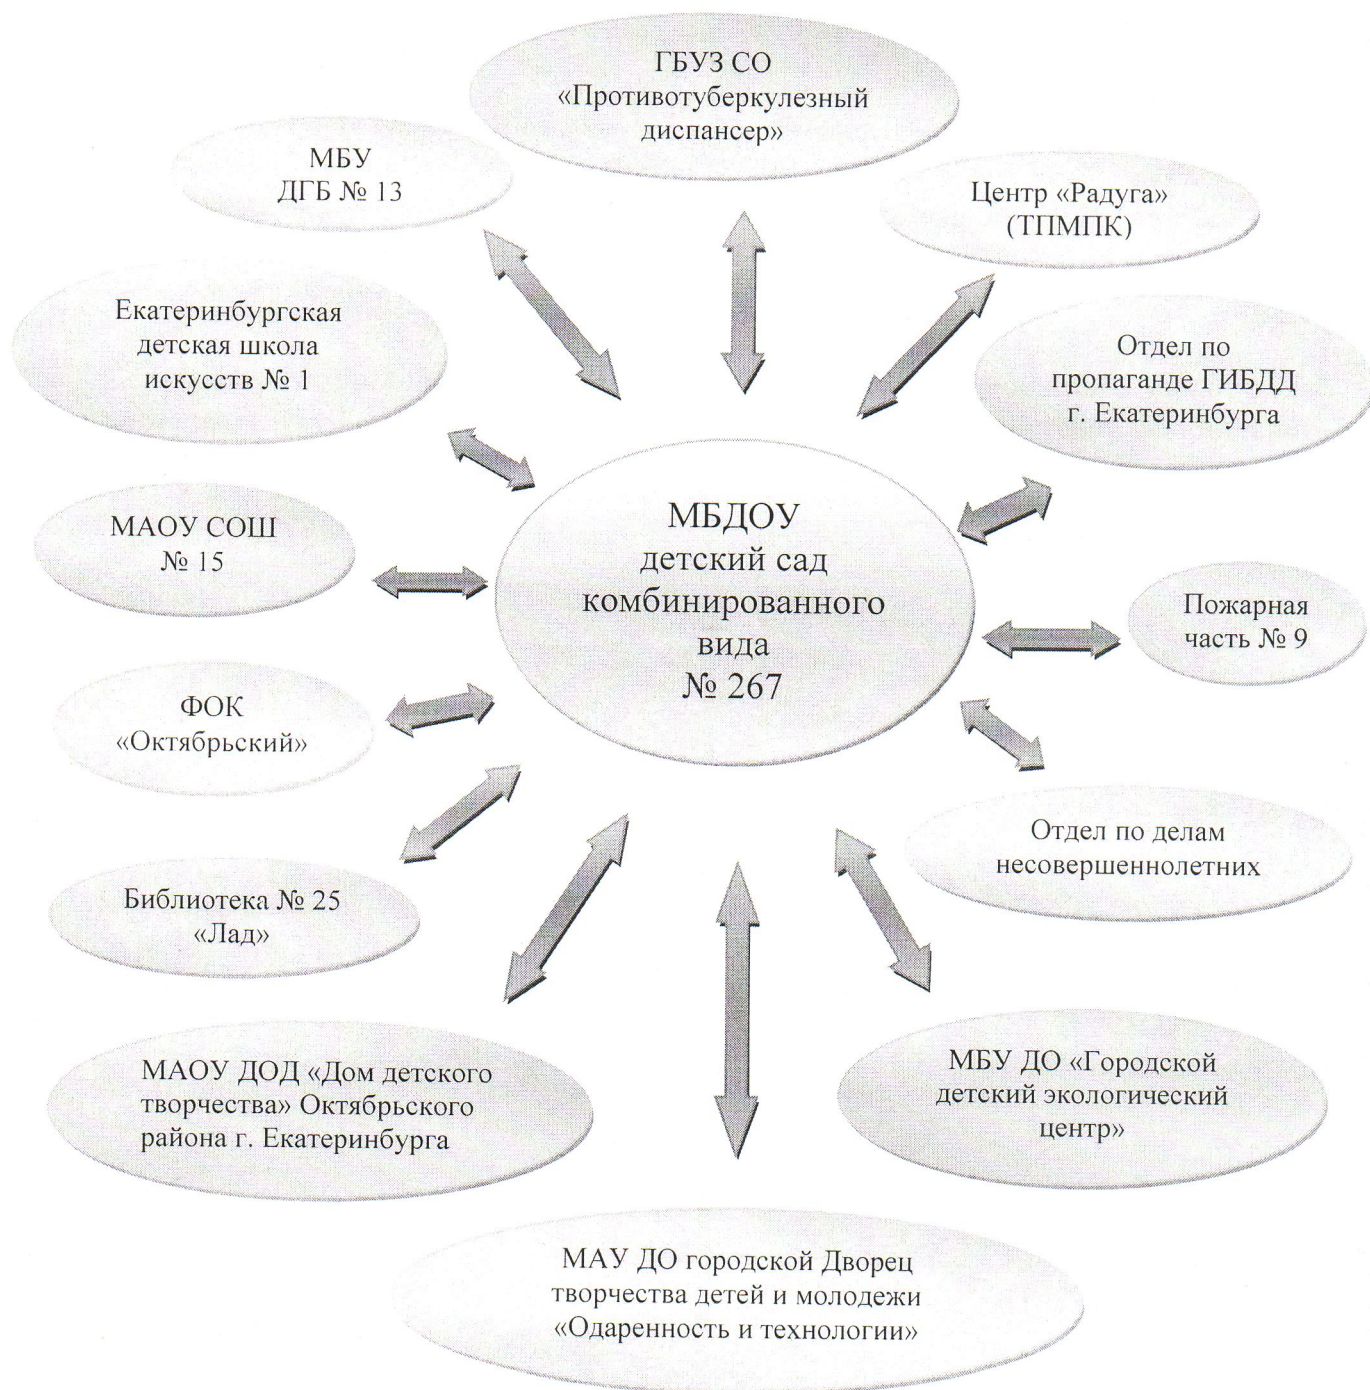 ГБУЗ СО
«Противотуберкулезный
диспансер»
МБУ
ДГБ № 13
Центр «Радуга»
(ТПМПК)
Екатеринбургская
детская школа
искусств № 1
Отдел по
пропаганде ГИБДД
г. Екатеринбурга
МБДОУ
детский сад
комбинированного
вида
№ 267
МАОУ СОШ
№ 15
Пожарная
часть № 9
ФОК
«Октябрьский»
Отдел по делам
несовершеннолетних
Библиотека № 25
«Лад»
МАОУ ДОД «Дом детского
творчества» Октябрьского
района г. Екатеринбурга
МБУ ДО «Городской
детский экологический
центр»
МАУ ДО городской Дворец
творчества детей и молодежи
«Одаренность и технологии»